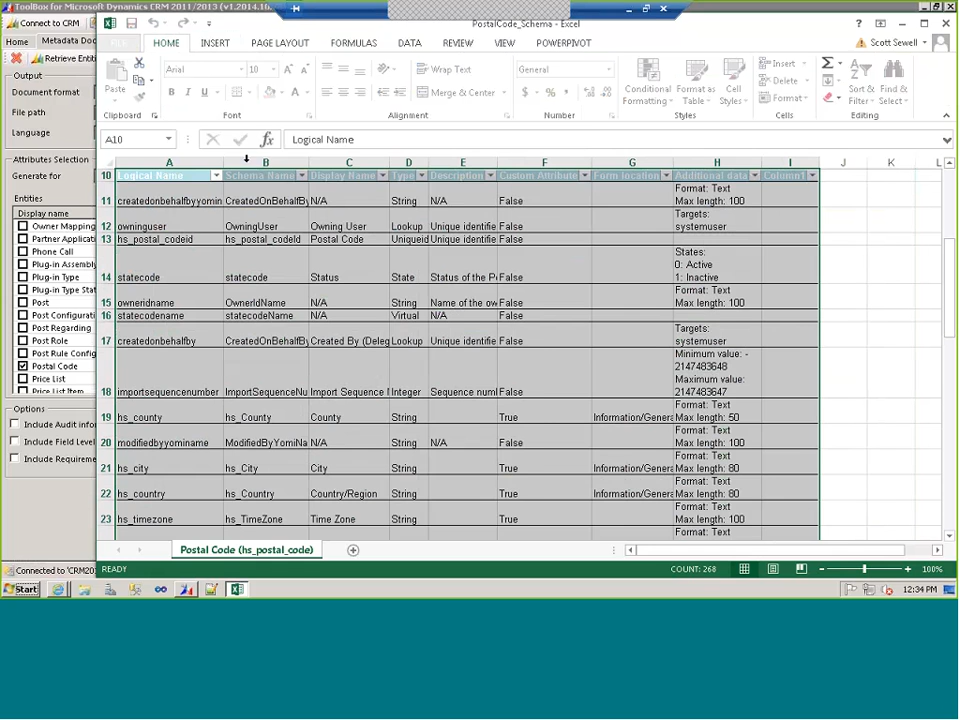 ToolBox for Microsoft Dynamics CRM 2011/2013 (v1.2014.1
PostalCode_Schema - Excel
Connect to CRM
Home
Metadata Doc
FILE
HOME
INSERT
PAGE LAYOUT
FORMULAS
DATA
REVIEW
VIEW
POWERPIVOT
Scott Sewell
Retrieve Entiti
Output
Document format
File path
Language
Attributes Selection
Generate for
Entities
Display name
Owner Mapping
Partner Applicati
Phone Call
Plug-in Assembly
Plug-in Type
Plug-in Type Stati
Post
Post Configurati
Post Regarding
Post Role
Post Rule Config
Postal Code
Price List
Price List Item
Options
Include Audit infor
Include Field Level
Include Requireme
Connected to 'CRM20
Paste
Clipboard
Arial
10
B I U
Font
Wrap Text
Merge & Center
Alignment
General
$ % ,
Number
Conditional
Formatting
Format as
Table
Cell
Styles
Styles
Insert
Delete
Format
Cells
Sort &
Filter
Find &
Select
Editing
A10
fx
Logical Name
A B C D E F G H I J K L
10 Logical Name Schema Name Display Name Type Description Custom Attribute Form location Additional data Column1
Format: Text
11 createdonbehalfbyyomin CreatedOnBehalfBy N/A String N/A False Max length: 100
Targets:
12 owninguser OwningUser Owning User Lookup Unique identifie False systemuser
13 hs_postal_codeid hs_postal_codeId Postal Code Uniqueid Unique identifie False
States:
0: Active
14 statecode statecode Status State Status of the Po False 1: Inactive
Format: Text
15 owneridname OwnerIdName N/A String Name of the ow False Max length: 100
16 statecodename statecodeName N/A Virtual N/A False
Targets:
17 createdonbehalfby CreatedOnBehalfBy Created By (Deleg Lookup Unique identifie False systemuser
Minimum value: -
2147483648
Maximum value:
18 importsequencenumber ImportSequenceNu Import Sequence N Integer Sequence numb False 2147483647
Format: Text
19 hs_county hs_County County String True Information/Genera Max length: 50
Format: Text
20 modifiedbyyominame ModifiedByYomiNa N/A String N/A False Max length: 100
Format: Text
21 hs_city hs_City City String True Information/Genera Max length: 80
Format: Text
22 hs_country hs_Country Country/Region String True Information/Genera Max length: 80
Format: Text
23 hs_timezone hs_TimeZone Time Zone String True Max length: 100
Format: Text
Postal Code (hs_postal_code)
READY
COUNT: 268
100%
Start
12:34 PM